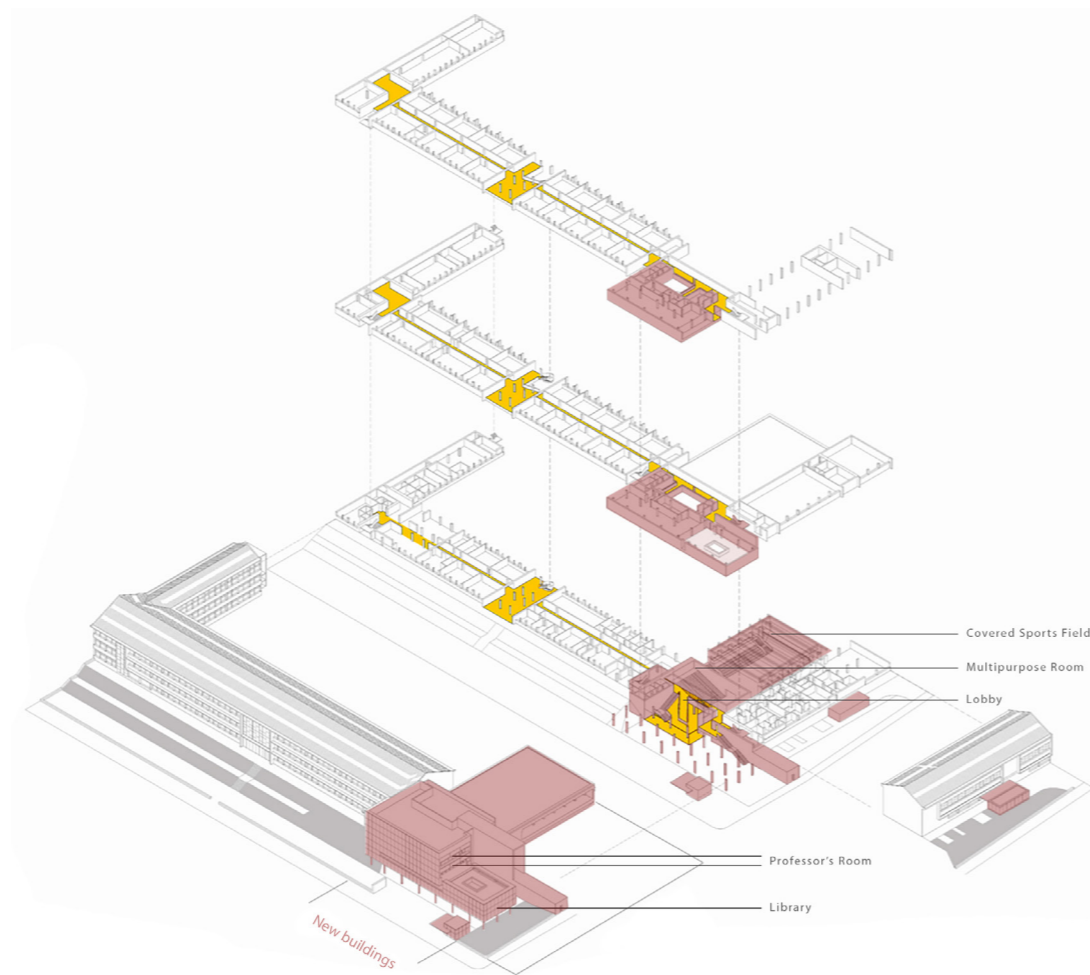 Covered Sports Field
Multipurpose Room
Lobby
Professor's Room
Library
New buildings